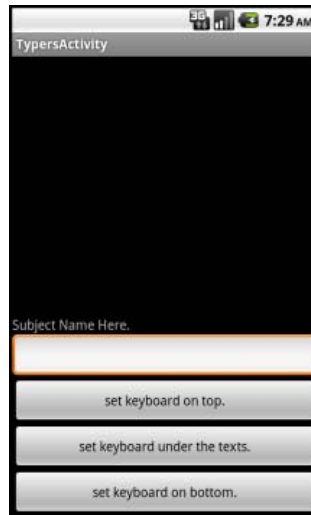 3G
7:29 AM
TypersActivity
Subject Name Here.
set keyboard on top.
set keyboard under the texts.
set keyboard on bottom.